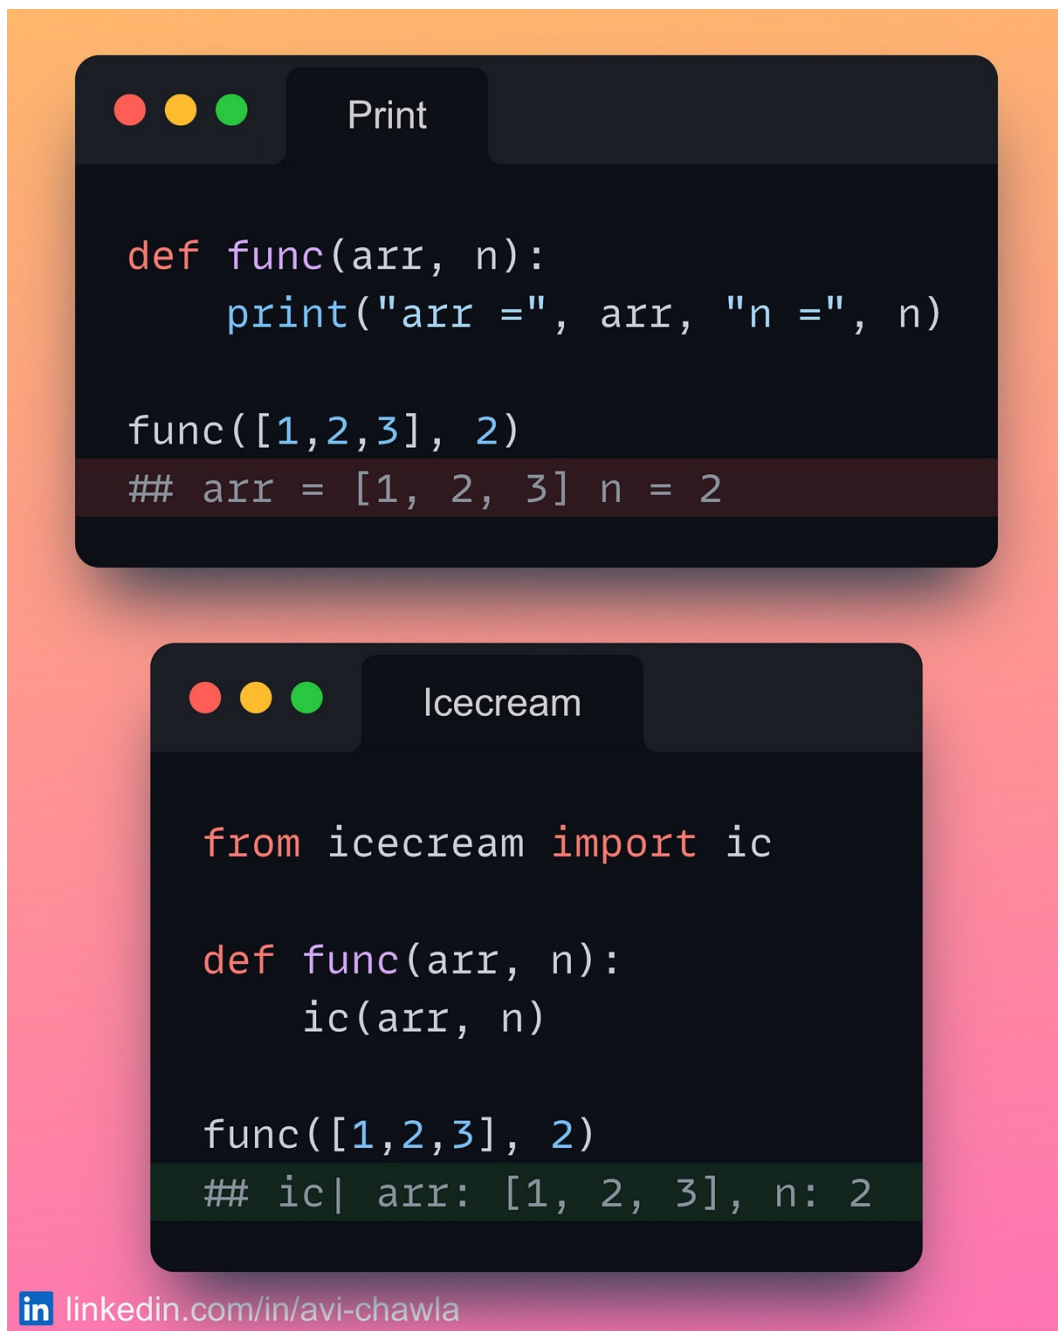 Print
def func(arr, n):
    print("arr =", arr, "n =", n)
func([1,2,3], 2)
## arr = [1, 2, 3] n = 2
Icecream
from icecream import ic
def func(arr, n):
    ic(arr, n)
func([1,2,3], 2)
## ic| arr: [1, 2, 3], n: 2
in linkedin.com/in/avi-chawla